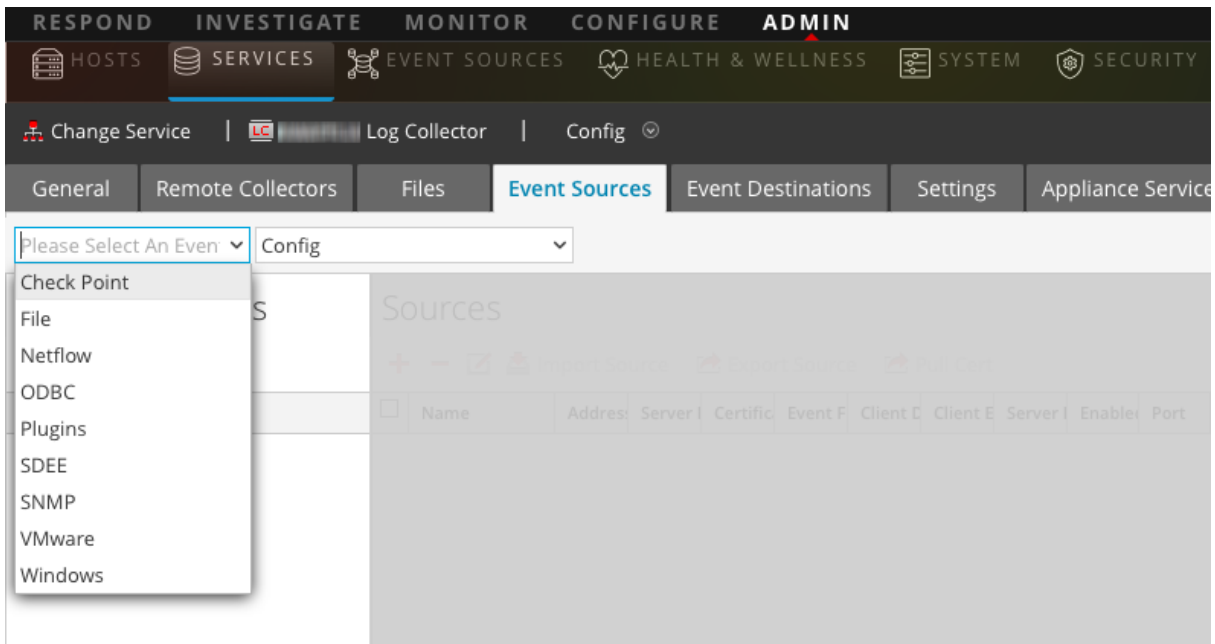 RESPOND INVESTIGATE MONITOR CONFIGURE ADMIN
HOSTS SERVICES EVENT SOURCES HEALTH & WELLNESS SYSTEM SECURITY
Change Service | LC Log Collector | Config
General Remote Collectors Files Event Sources Event Destinations Settings Appliance Service
Please Select An Even Config
Check Point
s Sources
File
Netflow
Import Source Export Source
ODBC
Name Addres Server Certific Event F Client D Client E Server Enable Port
Plugins
SDEE
SNMP
VMware
Windows